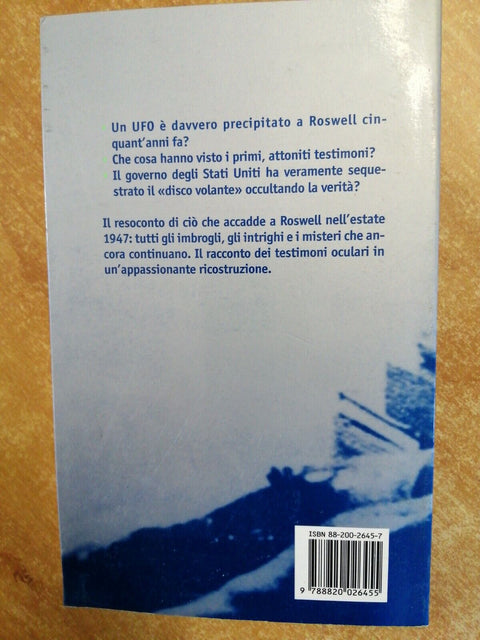 Un UFO è davvero precipitato a Roswell cin-
quant'anni fa?
Che cosa hanno visto i primi, attoniti testimoni?
Il governo degli Stati Uniti ha veramente seque-
strato il «disco volante» occultando la verità?
Il resoconto di ciò che accadde a Roswell nell'estate
1947: tutti gli imbrogli, gli intrighi e i misteri che an-
cora continuano. Il racconto dei testimoni oculari in
un'appassionante ricostruzione.
ISBN 88-200-2645-7
9 788820 026455